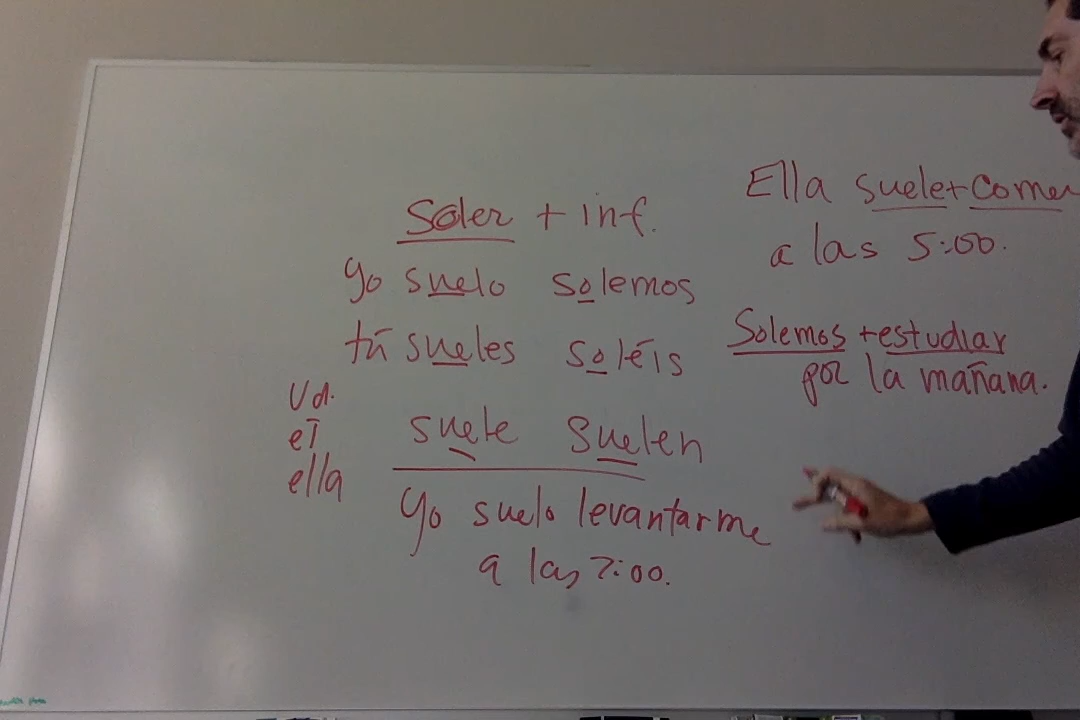 Soler + inf.
yo suelo solemos
tú sueles soléis
Ud.
él
ella
suele suelen
Yo suelo levantarme
a las 7:00.
Ella suele + comer
a las 5:00.
Solemos + estudiar
por la mañana.